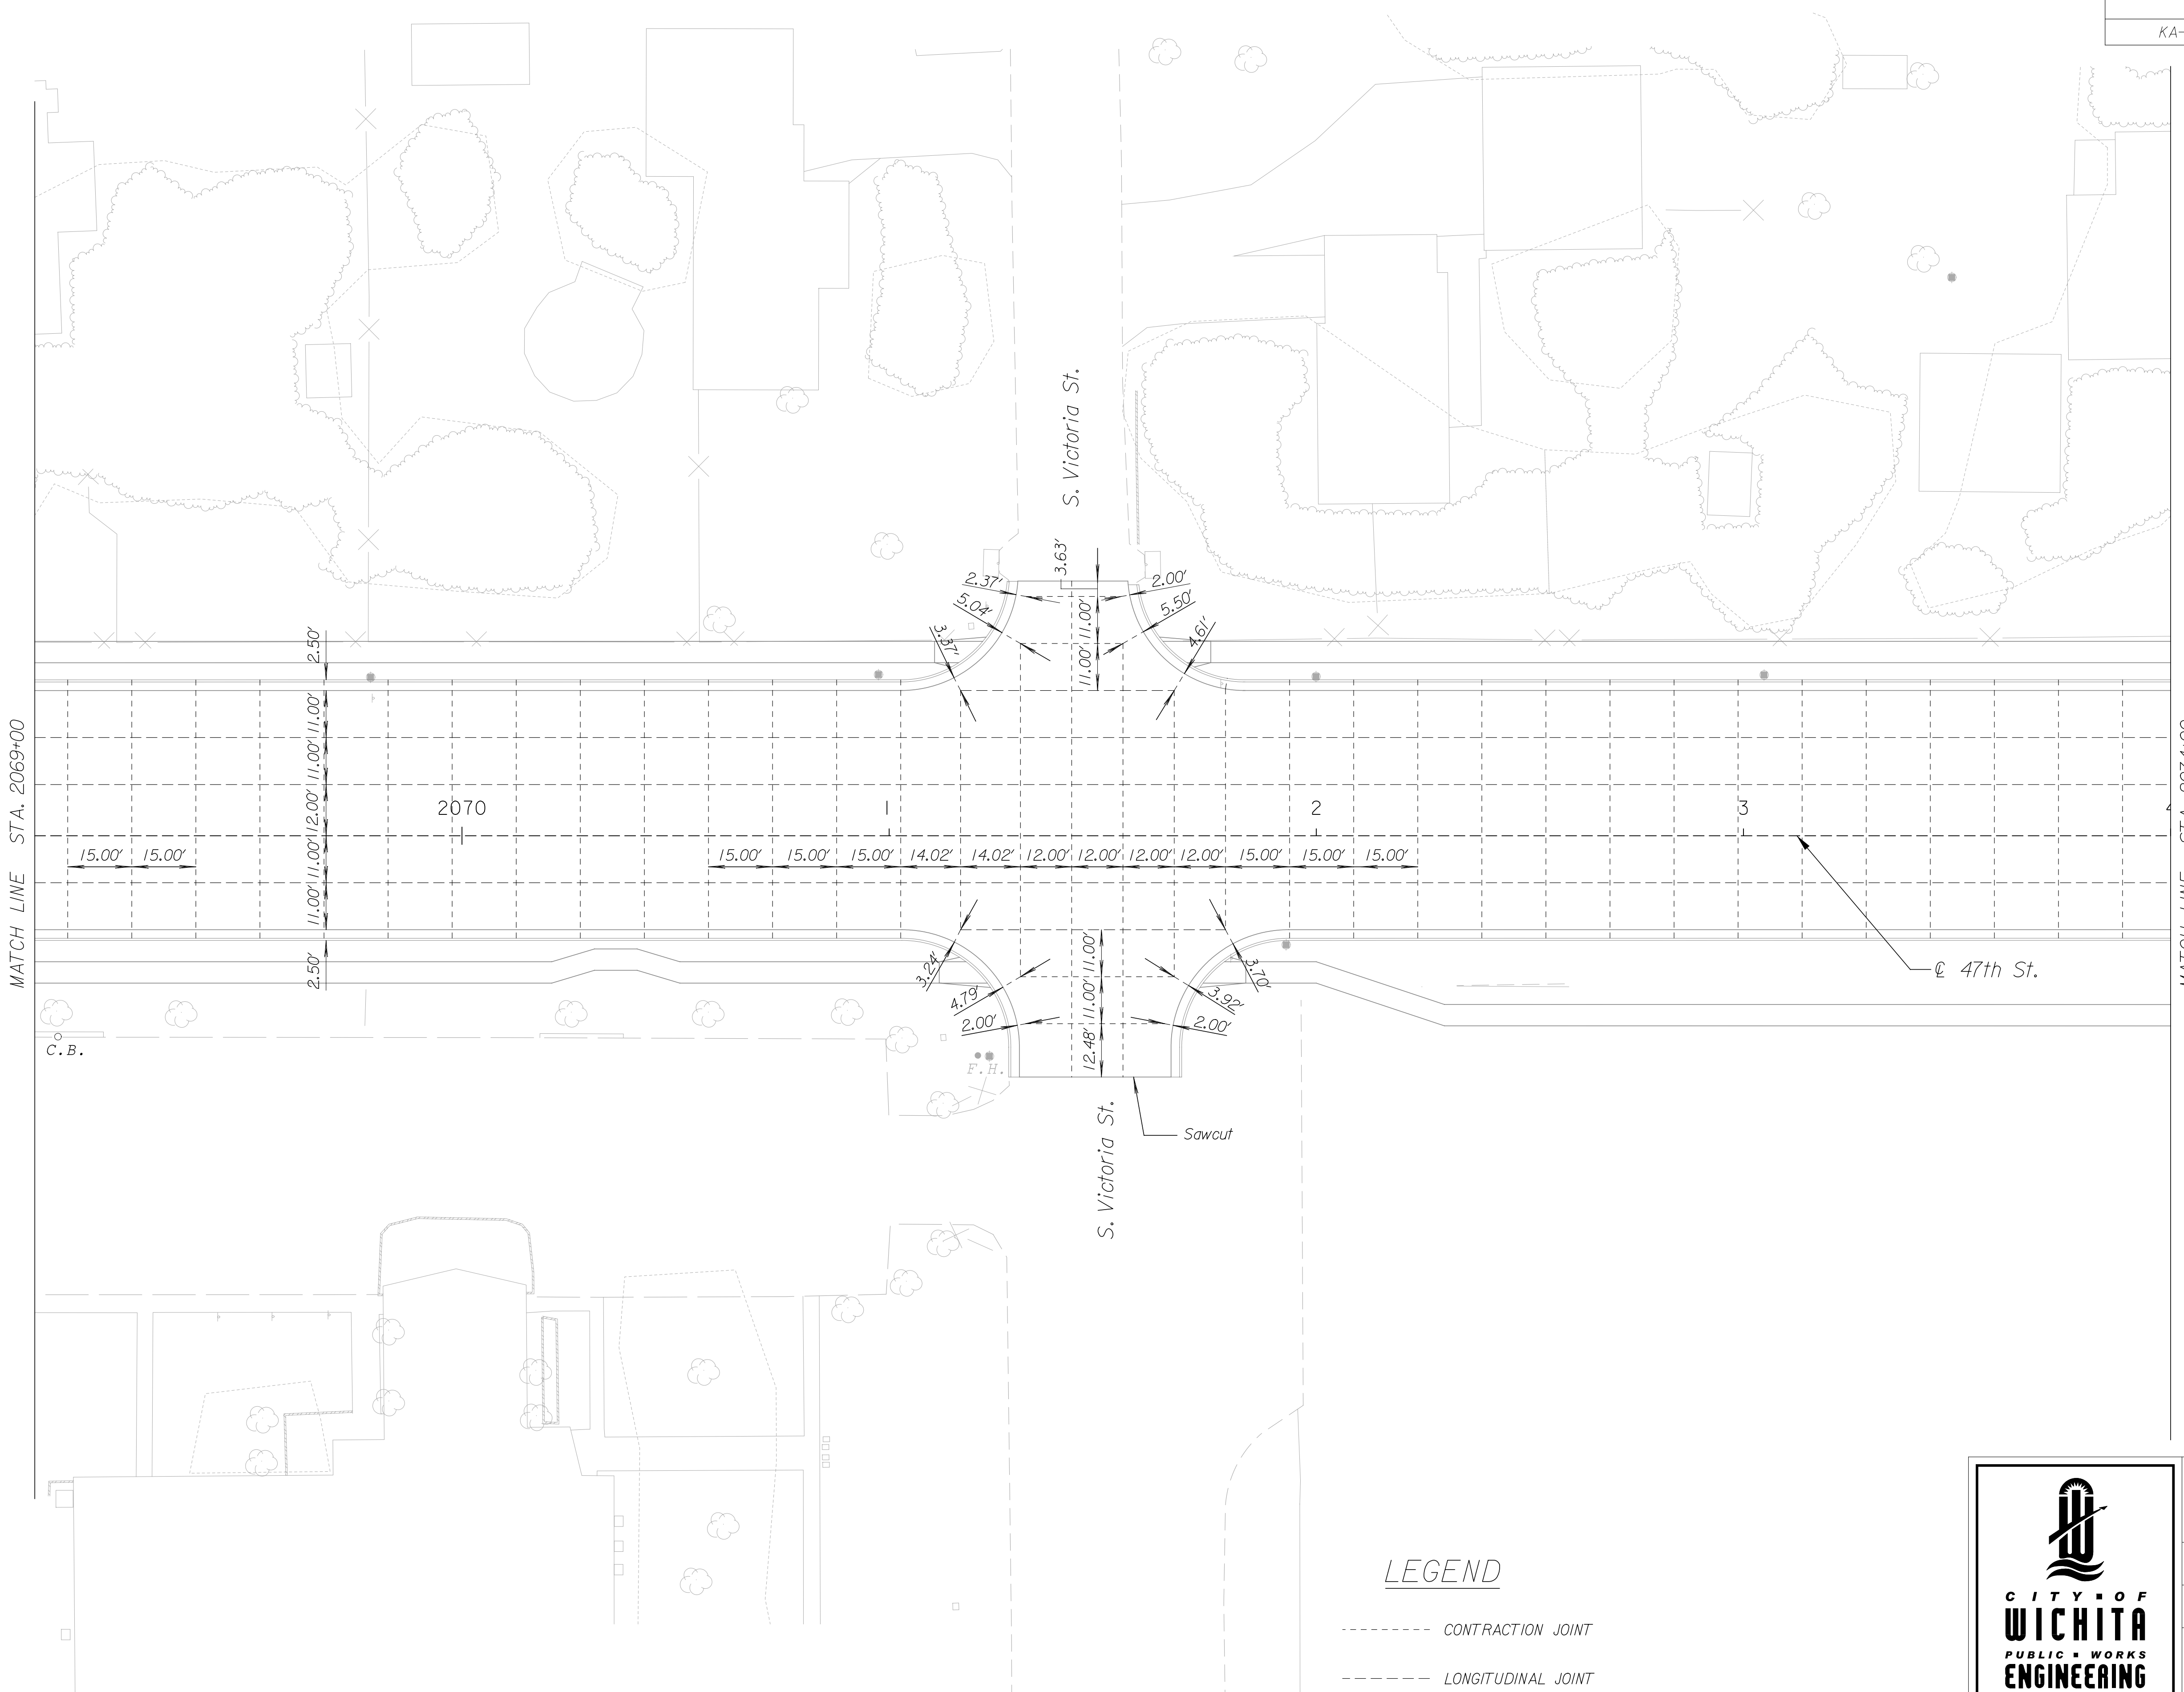 KA-
S. Victoria St.
3.63'
2.37'
2.00'
5.04'
5.50'
3.37'
4.61'
11.00'
11.00'
2.50'
11.00'
11.00'
12.00'
11.00'
11.00'
2.50'
MATCH LINE STA. 2069+00
2070
1
2
3
15.00' 15.00'
15.00' 15.00' 15.00' 14.02' 14.02' 12.00' 12.00' 12.00' 12.00' 15.00' 15.00' 15.00'
℄ 47th St.
3.24'
3.70'
4.79'
3.92'
2.00'
2.00'
11.00'
11.00'
12.48'
C.B.
F.H.
S. Victoria St.
Sawcut
LEGEND
CONTRACTION JOINT
LONGITUDINAL JOINT
CITY ▪ OF
WICHITA
PUBLIC ▪ WORKS
ENGINEERING